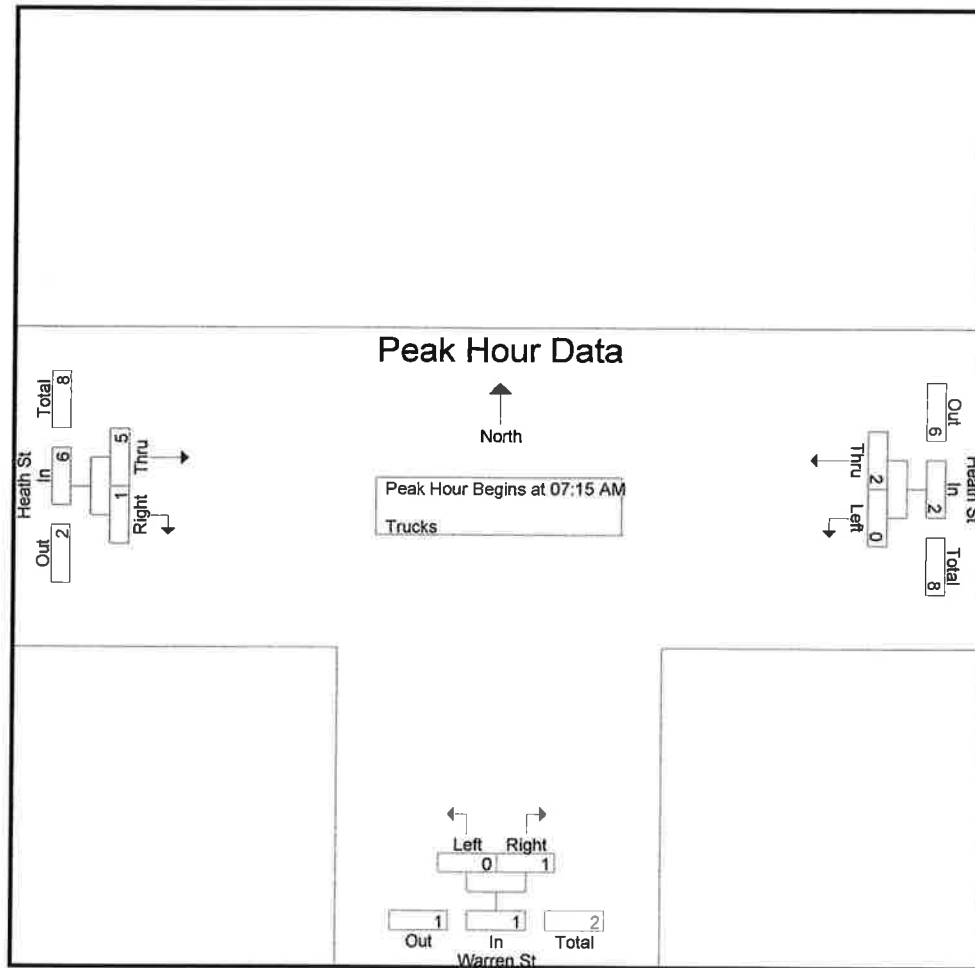 Peak Hour Data
North
Peak Hour Begins at 07:15 AM
Trucks
Heath St
Total
8
In
6
Out
2
5
Thru
1
Right
Heath St
Out
6
In
2
Total
8
Thru
2
Left
0
Left Right
0 1
1 1 2
Out In Total
Warren St